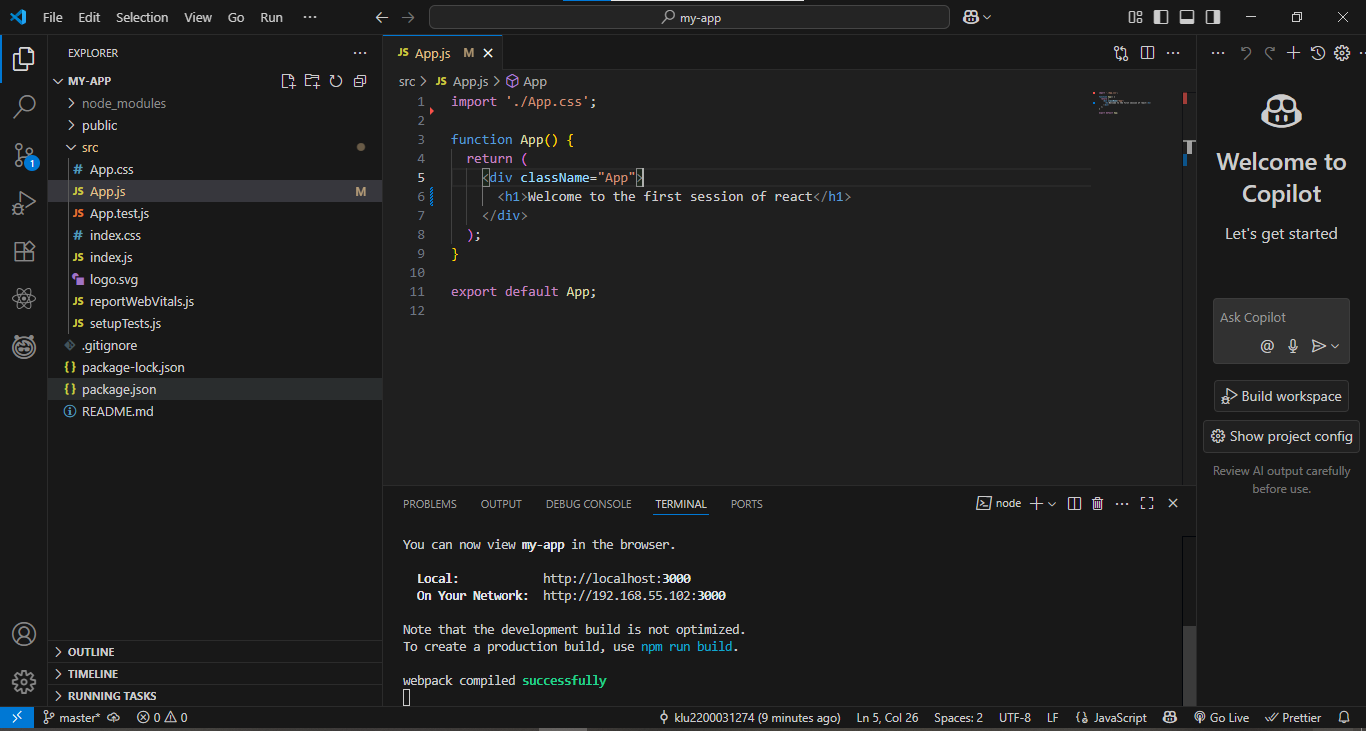 File Edit Selection View Go Run ···
my-app
EXPLORER
MY-APP
node_modules
public
src
# App.css
JS App.js M
JS App.test.js
# index.css
JS index.js
logo.svg
JS reportWebVitals.js
JS setupTests.js
.gitignore
{} package-lock.json
{} package.json
README.md
OUTLINE
TIMELINE
RUNNING TASKS
JS App.js M
src > JS App.js > App
1 import './App.css';
2
3 function App() {
4 return (
5 <div className="App">
6 <h1>Welcome to the first session of react</h1>
7 </div>
8 );
9 }
10
11 export default App;
12
PROBLEMS OUTPUT DEBUG CONSOLE TERMINAL PORTS
node
You can now view my-app in the browser.
Local: http://localhost:3000
On Your Network: http://192.168.55.102:3000
Note that the development build is not optimized.
To create a production build, use npm run build.
webpack compiled successfully
Welcome to
Copilot
Let's get started
Ask Copilot
@
Build workspace
Show project config
Review AI output carefully
before use.
1
master* 0 0
klu2200031274 (9 minutes ago) Ln 5, Col 26 Spaces: 2 UTF-8 LF {} JavaScript Go Live Prettier